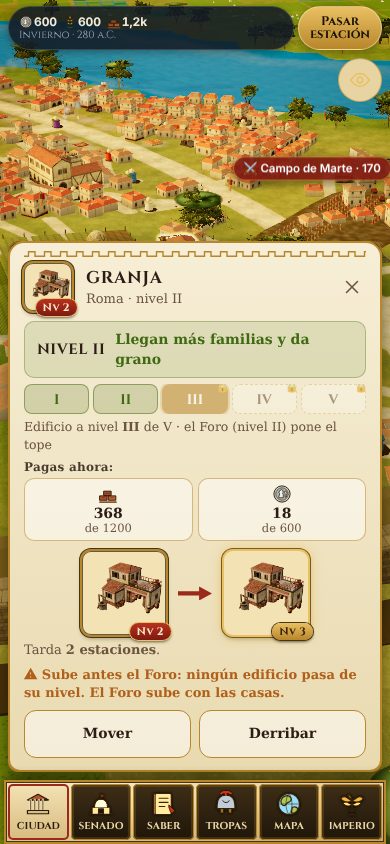 600 600 1,2k
Invierno · 280 a.C.
PASAR
ESTACIÓN
Campo de Marte · 170
GRANJA
Roma · nivel II
Nv 2
NIVEL II Llegan más familias y da
grano
I II III IV V
Edificio a nivel III de V · el Foro (nivel II) pone el
tope
Pagas ahora:
368 18
de 1200 de 600
Nv 2 Nv 3
Tarda 2 estaciones.
Sube antes el Foro: ningún edificio pasa de
su nivel. El Foro sube con las casas.
Mover Derribar
CIUDAD SENADO SABER TROPAS MAPA IMPERIO